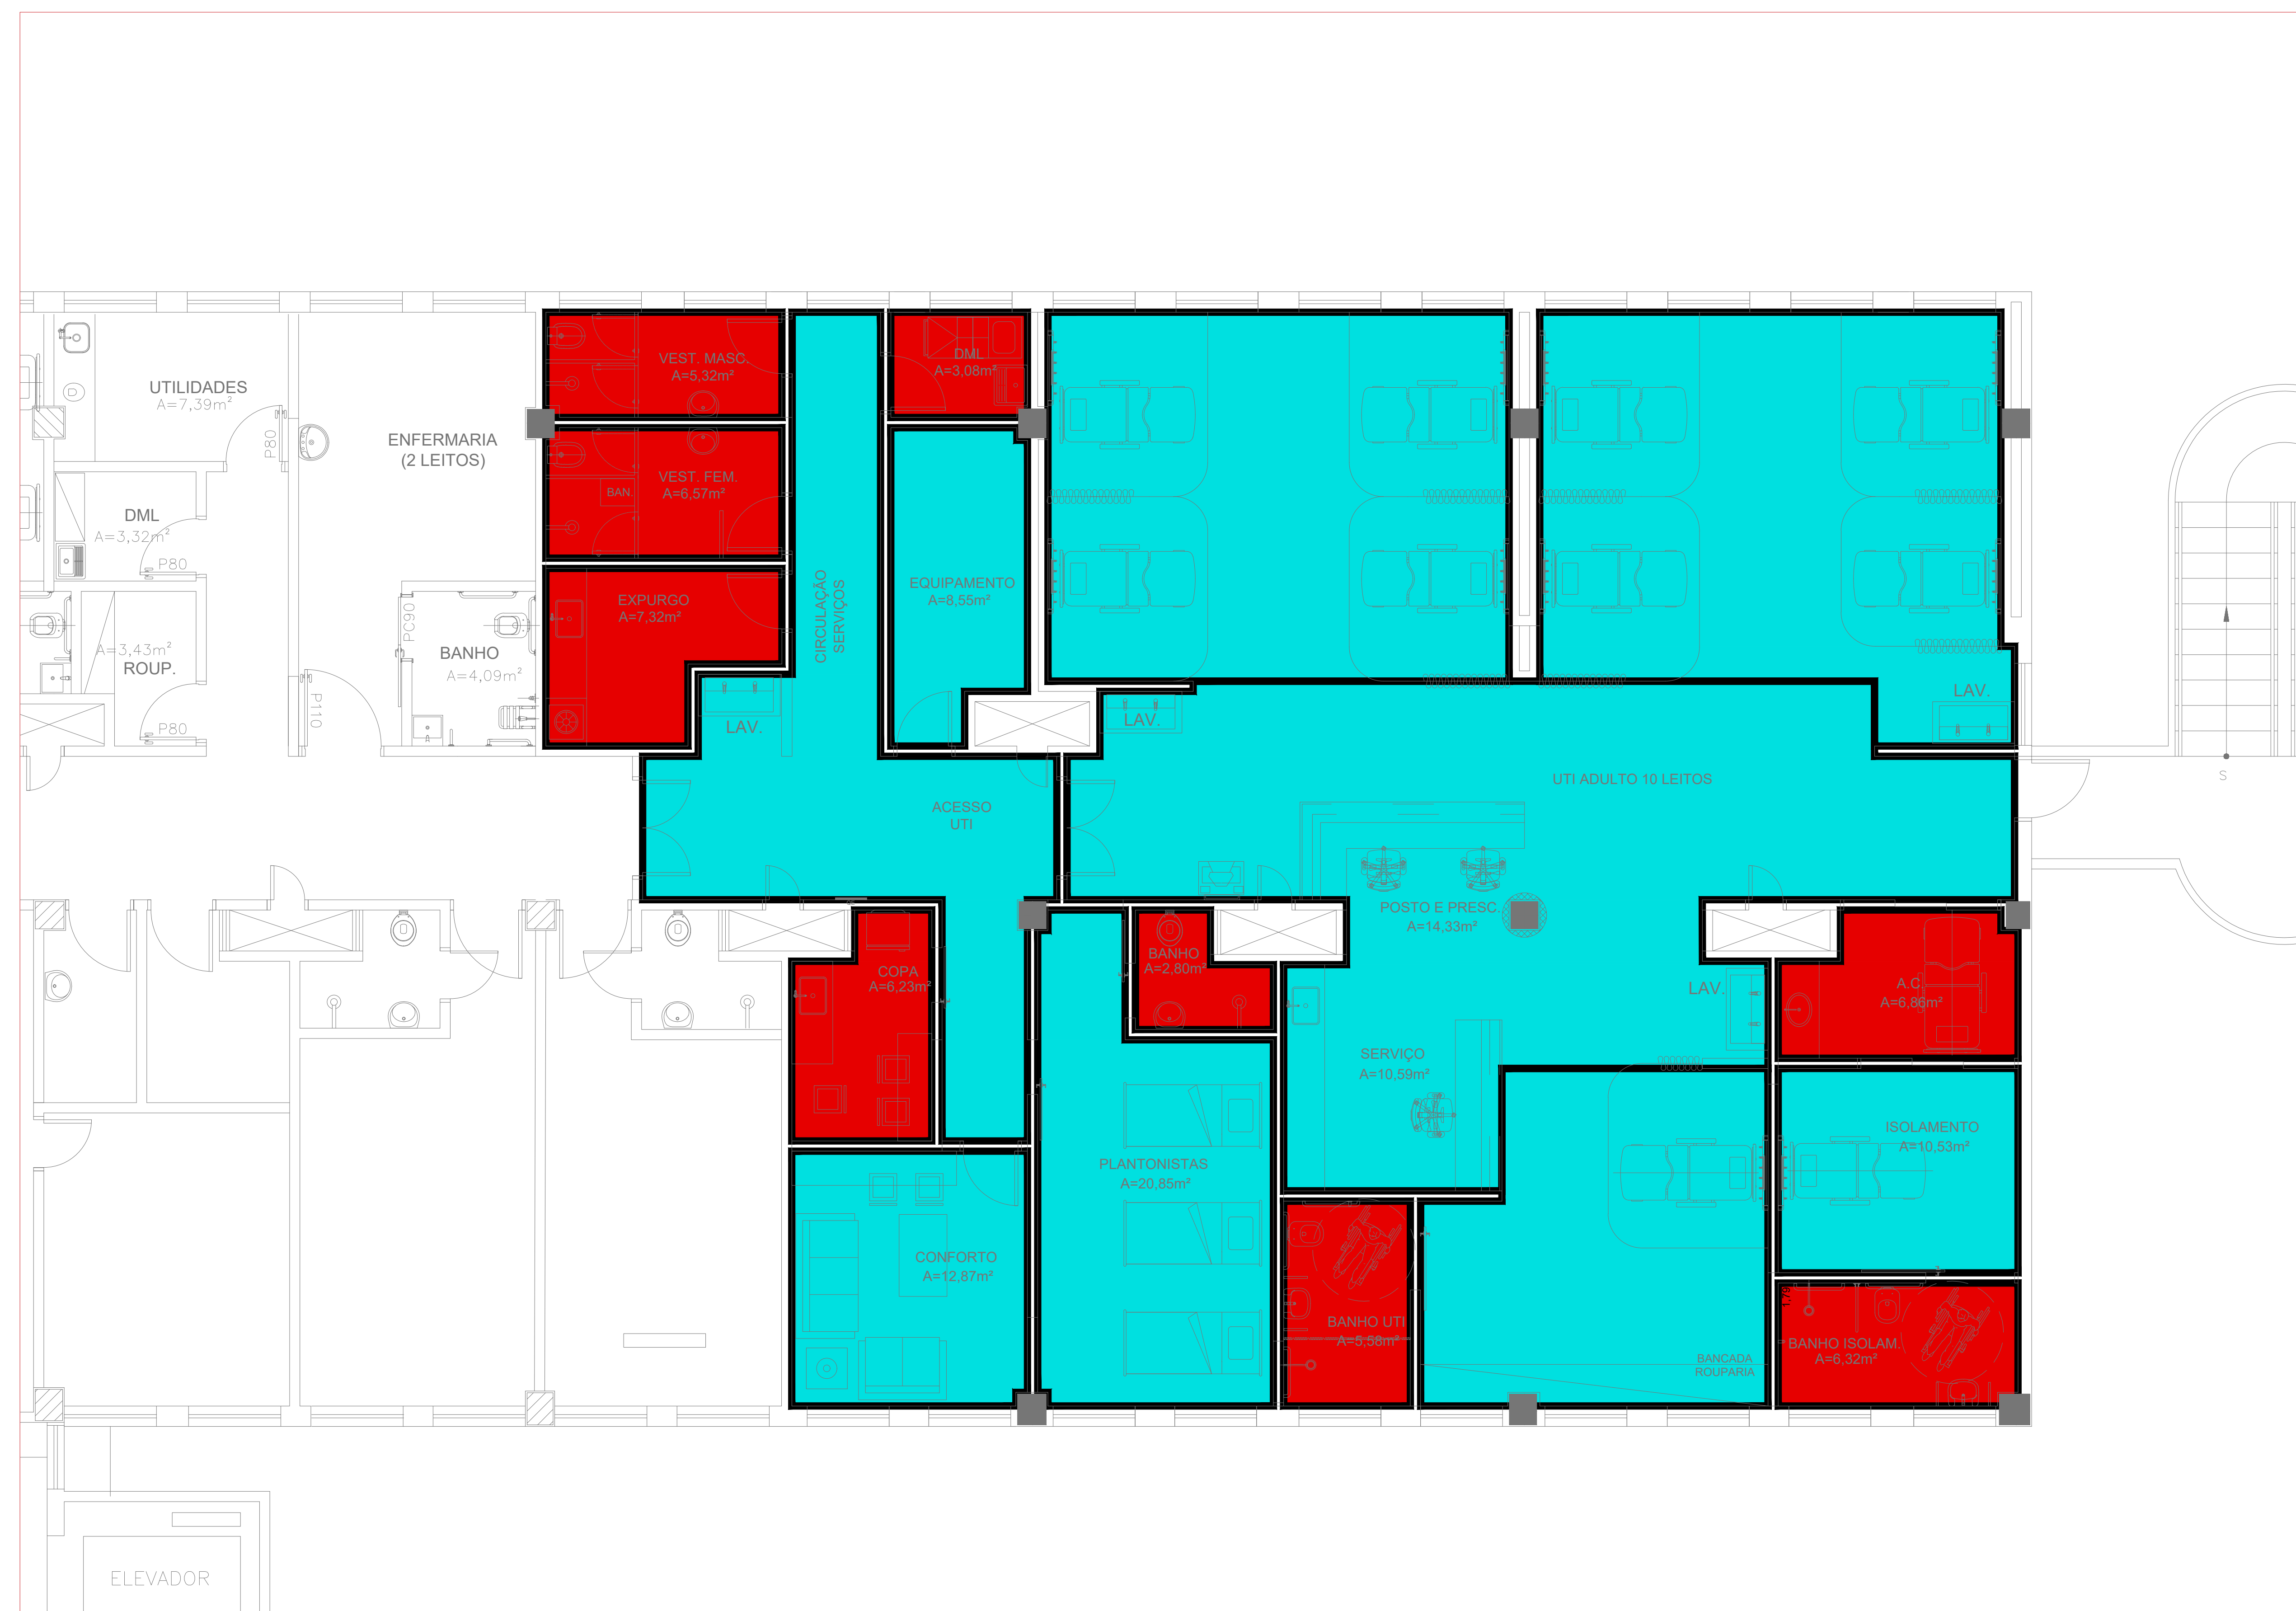 UTILIDADES
A=7,39m²
P80
ENFERMARIA
(2 LEITOS)
DML
A=3,32m²
P80
A=3,43m²
ROUP.
P80
PC90
BANHO
A=4,09m²
P110
VEST. MASC.
A=5,32m²
VEST. FEM.
A=6,57m²
BAN.
EXPURGO
A=7,32m²
CIRCULAÇÃO
SERVIÇOS
DML
A=3,08m²
EQUIPAMENTO
A=8,55m²
LAV.
LAV.
LAV.
ACESSO
UTI
UTI ADULTO 10 LEITOS
S
POSTO E PRESC.
A=14,33m²
COPA
A=6,23m²
BANHO
A=2,80m²
LAV.
A.C.
A=6,86m²
SERVIÇO
A=10,59m²
ISOLAMENTO
A=10,53m²
PLANTONISTAS
A=20,85m²
CONFORTO
A=12,87m²
BANHO UTI
A=5,58m²
BANCADA
ROUPARIA
1,79
BANHO ISOLAM.
A=6,32m²
ELEVADOR